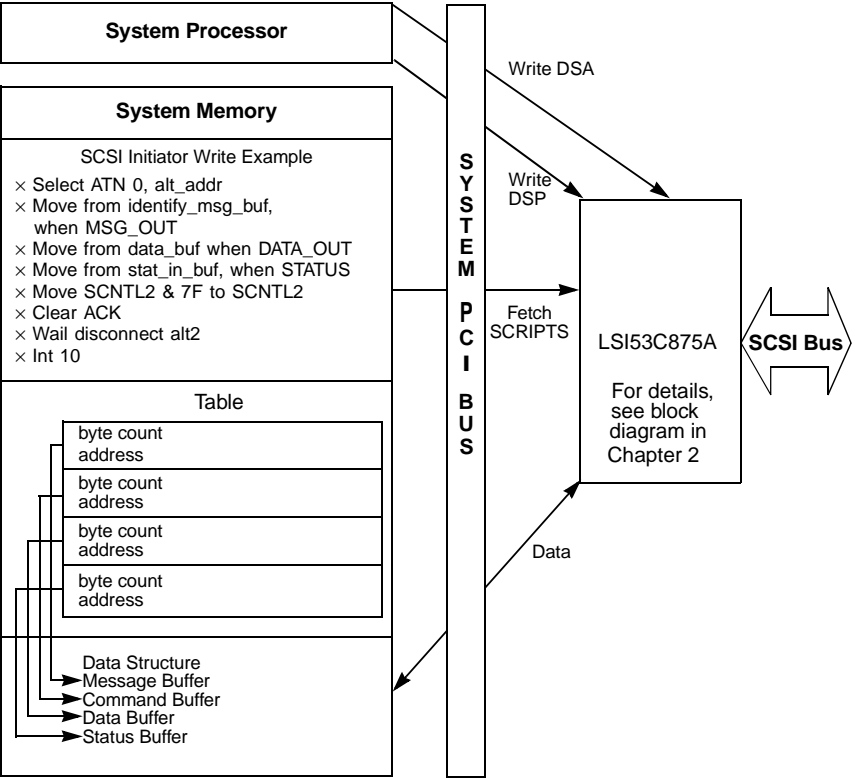 System Processor
System Memory
SCSI Initiator Write Example
× Select ATN 0, alt_addr
× Move from identify_msg_buf,
when MSG_OUT
× Move from data_buf when DATA_OUT
× Move from stat_in_buf, when STATUS
× Move SCNTL2 & 7F to SCNTL2
× Clear ACK
× Wail disconnect alt2
× Int 10
Table
byte count
address
byte count
address
byte count
address
byte count
address
Data Structure
Message Buffer
Command Buffer
Data Buffer
Status Buffer
SYSTEM PCI BUS
Write DSA
Write
DSP
Fetch
SCRIPTS
Data
LSI53C875A
For details,
see block
diagram in
Chapter 2
SCSI Bus